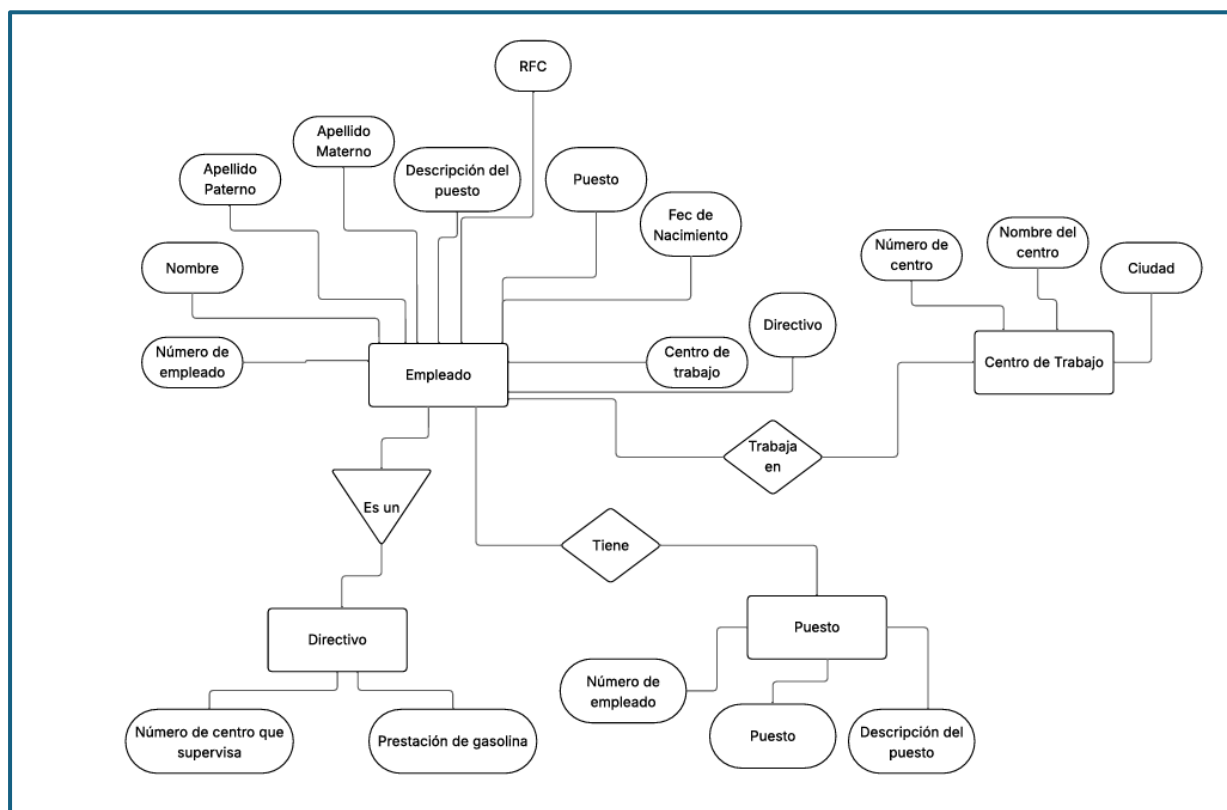 RFC
Apellido
Materno
Apellido
Paterno
Descripción del
puesto
Puesto
Fec de
Nacimiento
Nombre
Número de
centro
Nombre del
centro
Ciudad
Directivo
Número de
empleado
Empleado
Centro de
trabajo
Centro de Trabajo
Trabaja
en
Es un
Tiene
Directivo
Puesto
Número de
empleado
Número de centro que
supervisa
Prestación de gasolina
Puesto
Descripción del
puesto